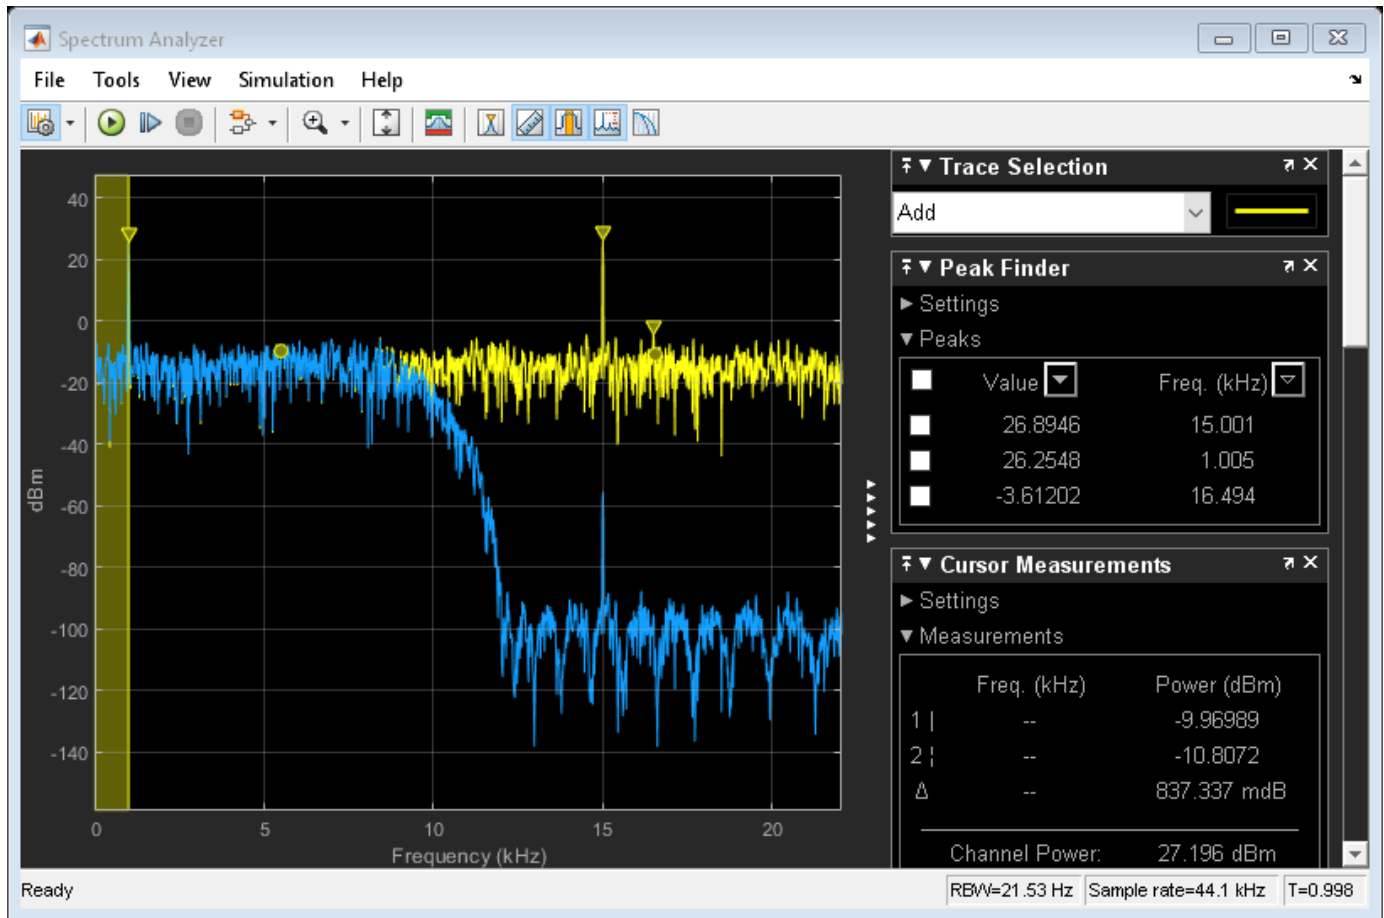 Spectrum Analyzer
File Tools View Simulation Help
40
20
0
-20
-40
-60
-80
-100
-120
-140
dBm
0 5 10 15 20
Frequency (kHz)
Trace Selection
Add
Peak Finder
Settings
Peaks
Value Freq. (kHz)
26.8946 15.001
26.2548 1.005
-3.61202 16.494
Cursor Measurements
Settings
Measurements
Freq. (kHz) Power (dBm)
1 | -- -9.96989
2 ¦ -- -10.8072
Δ -- 837.337 mdB
Channel Power: 27.196 dBm
Ready
RBW=21.53 Hz Sample rate=44.1 kHz T=0.998